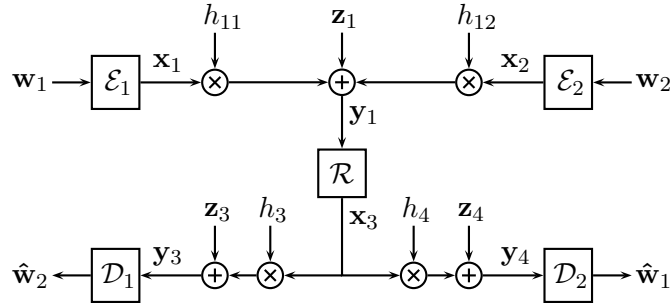 h₁₁ z₁ h₁₂
w₁ ℰ₁ x₁ × + × x₂ ℰ₂ w₂
y₁
ℛ
z₃ h₃ x₃ h₄ z₄
ŵ₂ 𝒟₁ y₃ + × × + y₄ 𝒟₂ ŵ₁